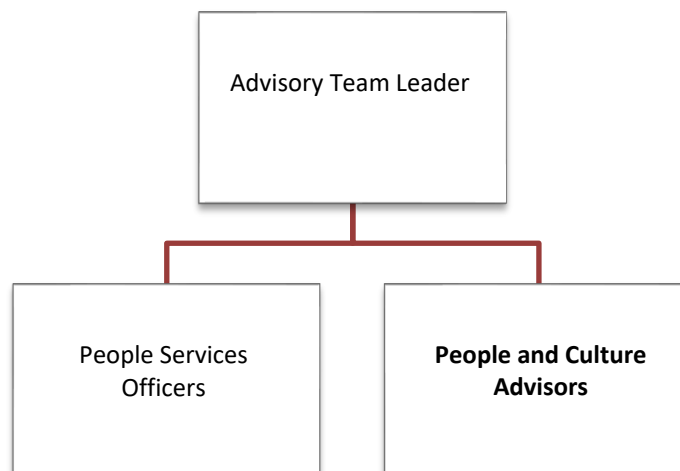 Advisory Team Leader
People Services
Officers
People and Culture
Advisors